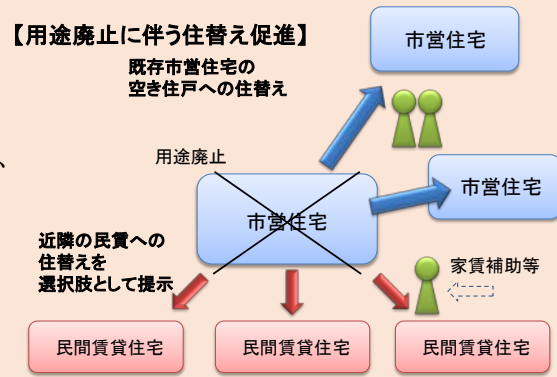 【用途廃止に伴う住替え促進】
市営住宅
既存市営住宅の
空き住戸への住替え
、
用途廃止
市営住宅
市営住宅
近隣の民賃への
住替えを
選択肢として提示
家賃補助等
民間賃貸住宅
民間賃貸住宅
民間賃貸住宅